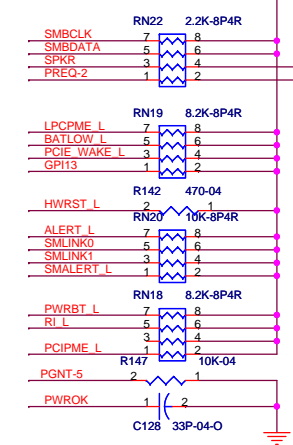 RN22 2.2K-8P4R
SMBCLK 7 8
SMBDATA 5 6
SPKR 3 4
PREQ-2 1 2
RN19 8.2K-8P4R
LPCPME_L 7 8
BATLOW_L 5 6
PCIE_WAKE_L 3 4
GPI13 1 2
R142 470-04
HWRST_L 2 1
RN20 10K-8P4R
ALERT_L 7 8
SMLINK0 5 6
SMLINK1 3 4
SMALERT_L 1 2
RN18 8.2K-8P4R
PWRBT_L 7 8
RI_L 5 6
3 4
PCIPME_L 1 2
R147 10K-04
PGNT-5 2 1
PWROK 1 2
C128 33P-04-O